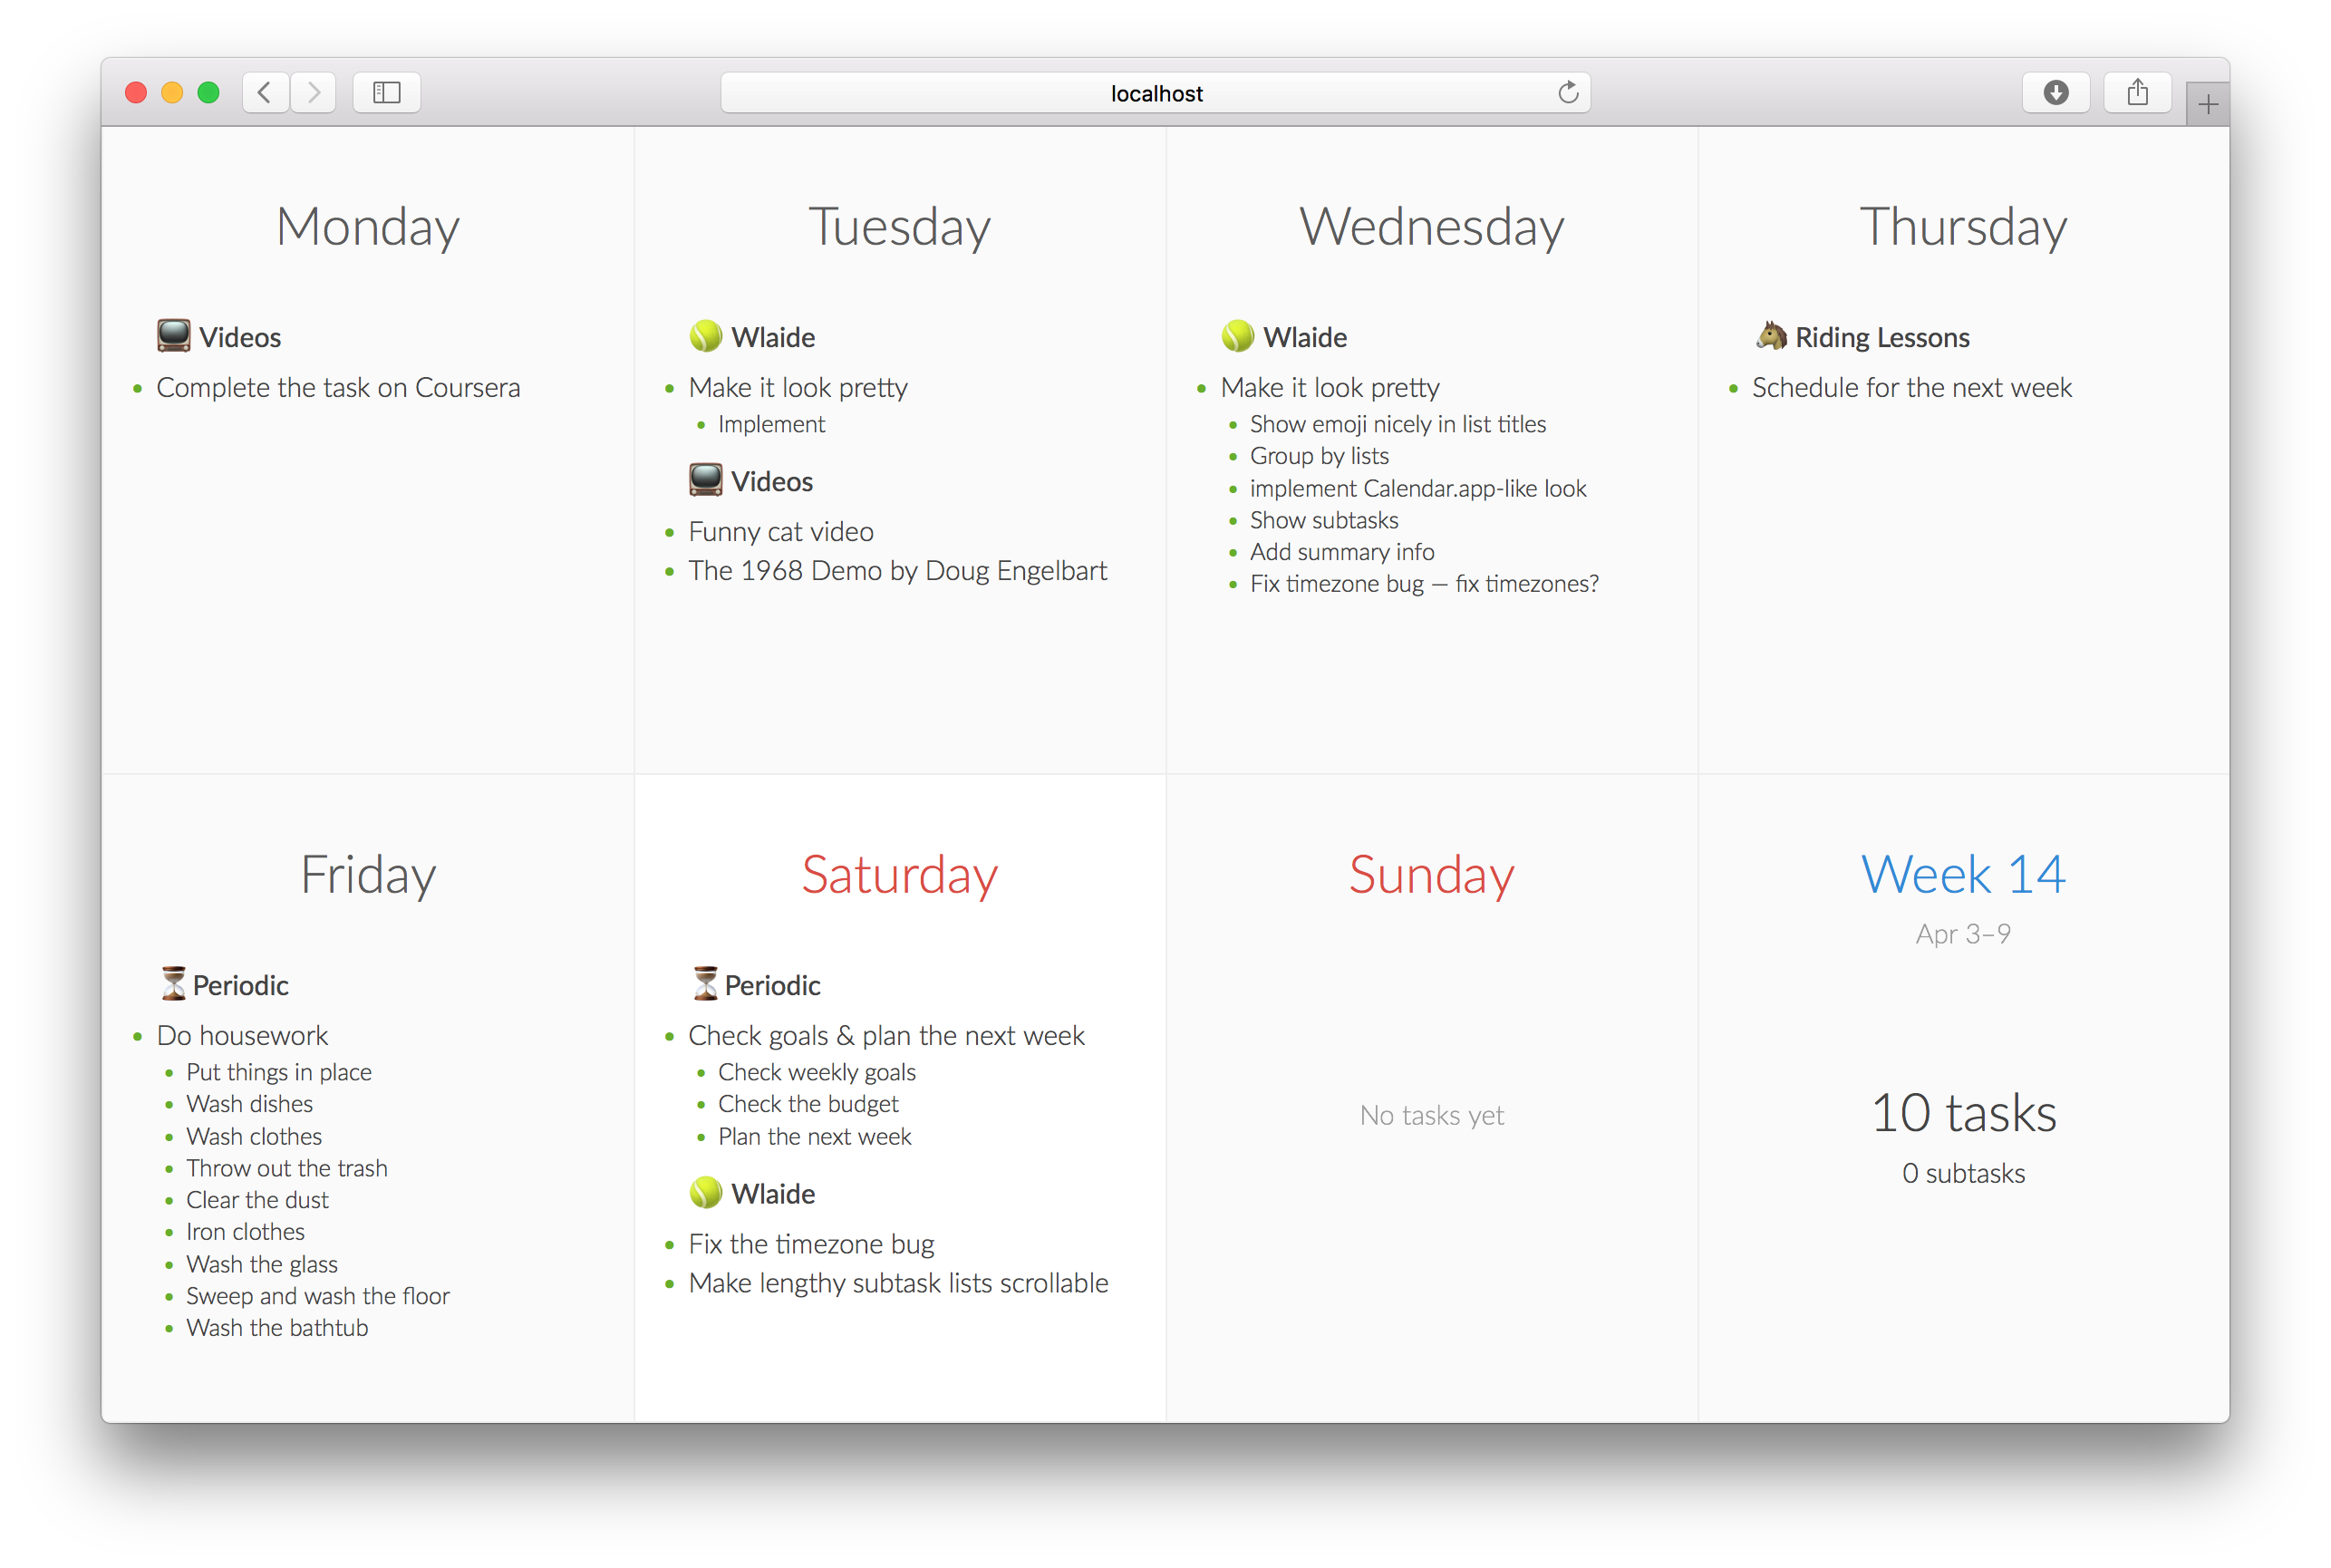 localhost
Monday
Videos
Complete the task on Coursera
Tuesday
Wlaide
Make it look pretty
Implement
Videos
Funny cat video
The 1968 Demo by Doug Engelbart
Wednesday
Wlaide
Make it look pretty
Show emoji nicely in list titles
Group by lists
implement Calendar.app-like look
Show subtasks
Add summary info
Fix timezone bug — fix timezones?
Thursday
Riding Lessons
Schedule for the next week
Friday
Periodic
Do housework
Put things in place
Wash dishes
Wash clothes
Throw out the trash
Clear the dust
Iron clothes
Wash the glass
Sweep and wash the floor
Wash the bathtub
Saturday
Periodic
Check goals & plan the next week
Check weekly goals
Check the budget
Plan the next week
Wlaide
Fix the timezone bug
Make lengthy subtask lists scrollable
Sunday
No tasks yet
Week 14
Apr 3–9
10 tasks
0 subtasks